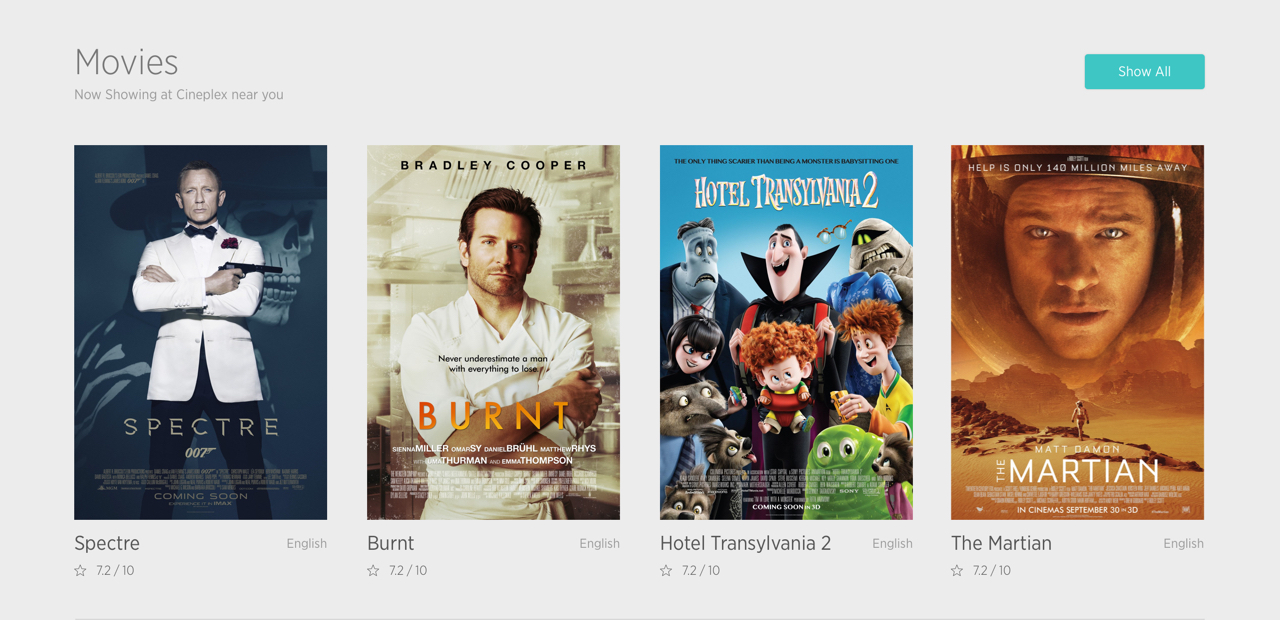 Movies
Now Showing at Cineplex near you
Show All
SPECTRE
007
COMING SOON
EXPERIENCE IT IN IMAX
BRADLEY COOPER
Never underestimate a man
with everything to lose
BURNT
SIENNA MILLER OMAR SY DANIEL BRÜHL MATTHEW RHYS
WITH UMA THURMAN AND EMMA THOMPSON
THE ONLY THING SCARIER THAN BEING A MONSTER IS BABYSITTING ONE
HOTEL TRANSYLVANIA 2
SONY
COMING SOON IN 3D
HELP IS ONLY 140 MILLION MILES AWAY
MATT DAMON
THE MARTIAN
IN CINEMAS SEPTEMBER 30 IN 3D
Spectre English
7.2 / 10
Burnt English
7.2 / 10
Hotel Transylvania 2 English
7.2 / 10
The Martian English
7.2 / 10